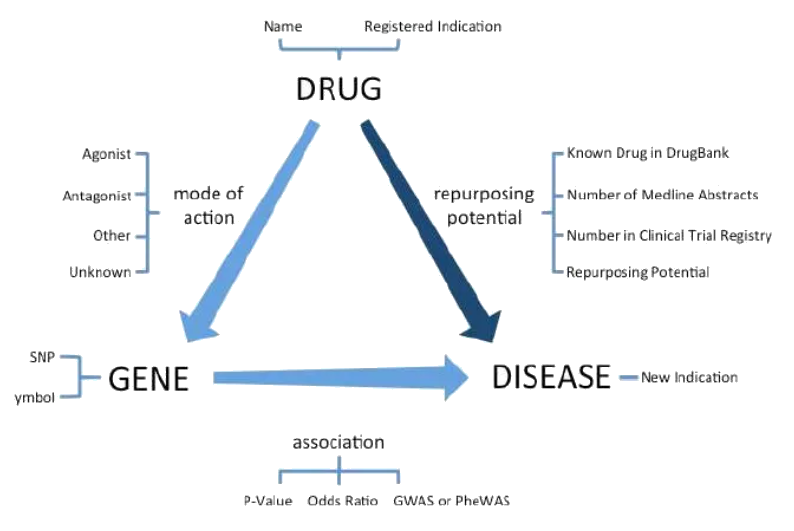 Name Registered Indication
DRUG
Agonist
Antagonist
Other
Unknown
mode of
action
repurposing
potential
Known Drug in DrugBank
Number of Medline Abstracts
Number in Clinical Trial Registry
Repurposing Potential
SNP
ymbol
GENE
DISEASE
New Indication
association
P-Value Odds Ratio GWAS or PheWAS